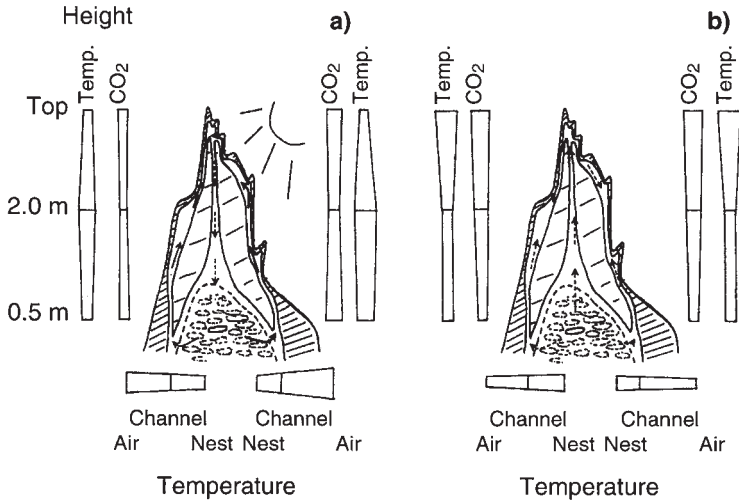 Height
a)
b)
Temp.
CO2
CO2
Temp.
Temp.
CO2
CO2
Temp.
Top
2.0 m
0.5 m
Channel Channel
Air Nest Nest Air
Temperature
Channel Channel
Air Nest Nest Air
Temperature